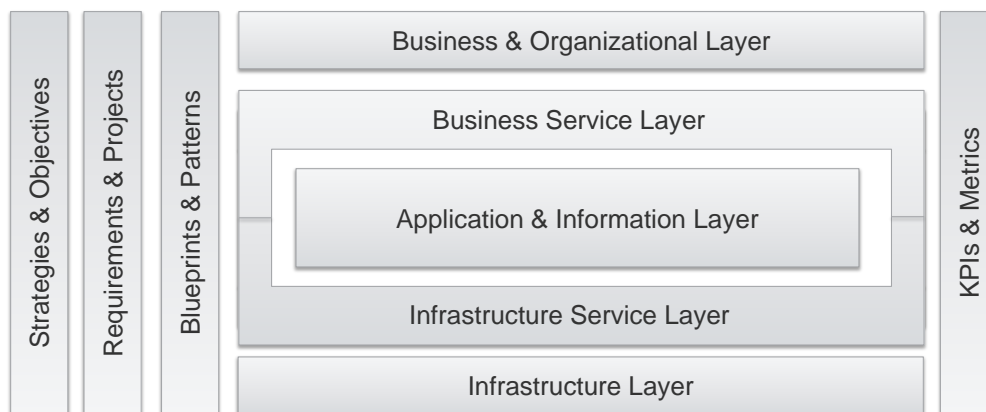 Strategies & Objectives
Requirements & Projects
Blueprints & Patterns
Business & Organizational Layer
Business Service Layer
Application & Information Layer
Infrastructure Service Layer
Infrastructure Layer
KPIs & Metrics